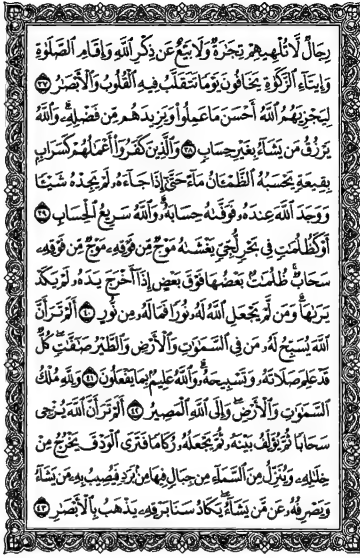 رِجَالٌ لَّا تُلْهِيهِمْ تِجَٰرَةٌ وَلَا بَيْعٌ عَن ذِكْرِ ٱللَّهِ وَإِقَامِ ٱلصَّلَوٰةِ
وَإِيتَآءِ ٱلزَّكَوٰةِ يَخَافُونَ يَوْمًا تَتَقَلَّبُ فِيهِ ٱلْقُلُوبُ وَٱلْأَبْصَٰرُ ٣٧
لِيَجْزِيَهُمُ ٱللَّهُ أَحْسَنَ مَا عَمِلُوا۟ وَيَزِيدَهُم مِّن فَضْلِهِۦ وَٱللَّهُ
يَرْزُقُ مَن يَشَآءُ بِغَيْرِ حِسَابٍ ٣٨ وَٱلَّذِينَ كَفَرُوٓا۟ أَعْمَٰلُهُمْ كَسَرَابٍۭ
بِقِيعَةٍ يَحْسَبُهُ ٱلظَّمْـَٔانُ مَآءً حَتَّىٰٓ إِذَا جَآءَهُۥ لَمْ يَجِدْهُ شَيْـًٔا
وَوَجَدَ ٱللَّهَ عِندَهُۥ فَوَفَّىٰهُ حِسَابَهُۥ وَٱللَّهُ سَرِيعُ ٱلْحِسَابِ ٣٩
أَوْ كَظُلُمَٰتٍ فِى بَحْرٍ لُّجِّىٍّ يَغْشَىٰهُ مَوْجٌ مِّن فَوْقِهِۦ مَوْجٌ مِّن فَوْقِهِۦ
سَحَابٌ ظُلُمَٰتٌۢ بَعْضُهَا فَوْقَ بَعْضٍ إِذَآ أَخْرَجَ يَدَهُۥ لَمْ يَكَدْ
يَرَىٰهَا وَمَن لَّمْ يَجْعَلِ ٱللَّهُ لَهُۥ نُورًا فَمَا لَهُۥ مِن نُّورٍ ٤٠ أَلَمْ تَرَ أَنَّ
ٱللَّهَ يُسَبِّحُ لَهُۥ مَن فِى ٱلسَّمَٰوَٰتِ وَٱلْأَرْضِ وَٱلطَّيْرُ صَٰٓفَّٰتٍ كُلٌّ
قَدْ عَلِمَ صَلَاتَهُۥ وَتَسْبِيحَهُۥ وَٱللَّهُ عَلِيمٌۢ بِمَا يَفْعَلُونَ ٤١ وَلِلَّهِ مُلْكُ
ٱلسَّمَٰوَٰتِ وَٱلْأَرْضِ وَإِلَى ٱللَّهِ ٱلْمَصِيرُ ٤٢ أَلَمْ تَرَ أَنَّ ٱللَّهَ يُزْجِى
سَحَابًا ثُمَّ يُؤَلِّفُ بَيْنَهُۥ ثُمَّ يَجْعَلُهُۥ رُكَامًا فَتَرَى ٱلْوَدْقَ يَخْرُجُ مِنْ
خِلَٰلِهِۦ وَيُنَزِّلُ مِنَ ٱلسَّمَآءِ مِن جِبَالٍ فِيهَا مِنۢ بَرَدٍ فَيُصِيبُ بِهِۦ مَن يَشَآءُ
وَيَصْرِفُهُۥ عَن مَّن يَشَآءُ يَكَادُ سَنَا بَرْقِهِۦ يَذْهَبُ بِٱلْأَبْصَٰرِ ٤٣